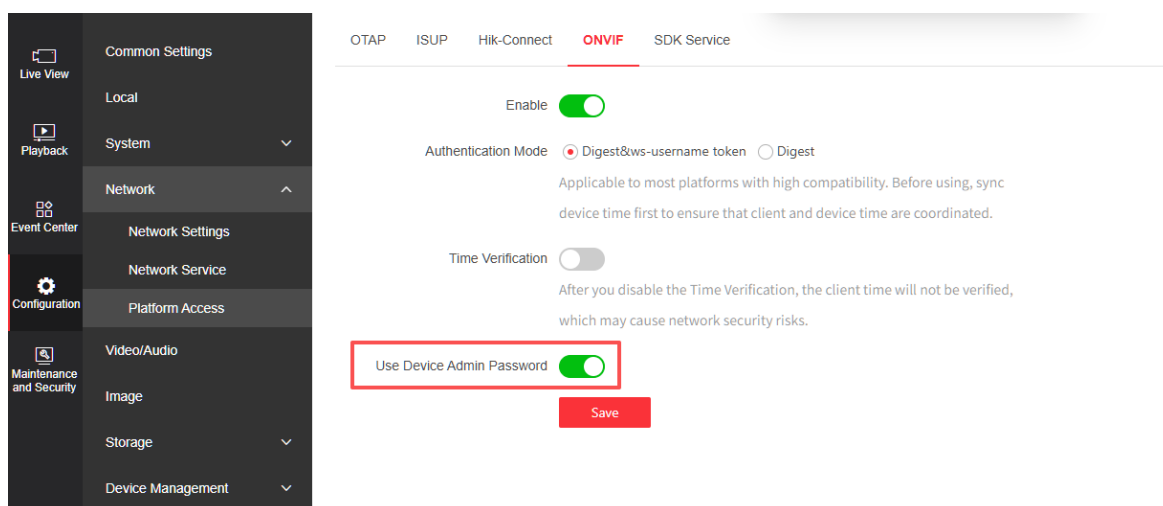 Live View
Playback
Event Center
Configuration
Maintenance
and Security
Common Settings
Local
System
Network
Network Settings
Network Service
Platform Access
Video/Audio
Image
Storage
Device Management
OTAP ISUP Hik-Connect ONVIF SDK Service
Enable
Authentication Mode Digest&ws-username token Digest
Applicable to most platforms with high compatibility. Before using, sync
device time first to ensure that client and device time are coordinated.
Time Verification
After you disable the Time Verification, the client time will not be verified,
which may cause network security risks.
Use Device Admin Password
Save